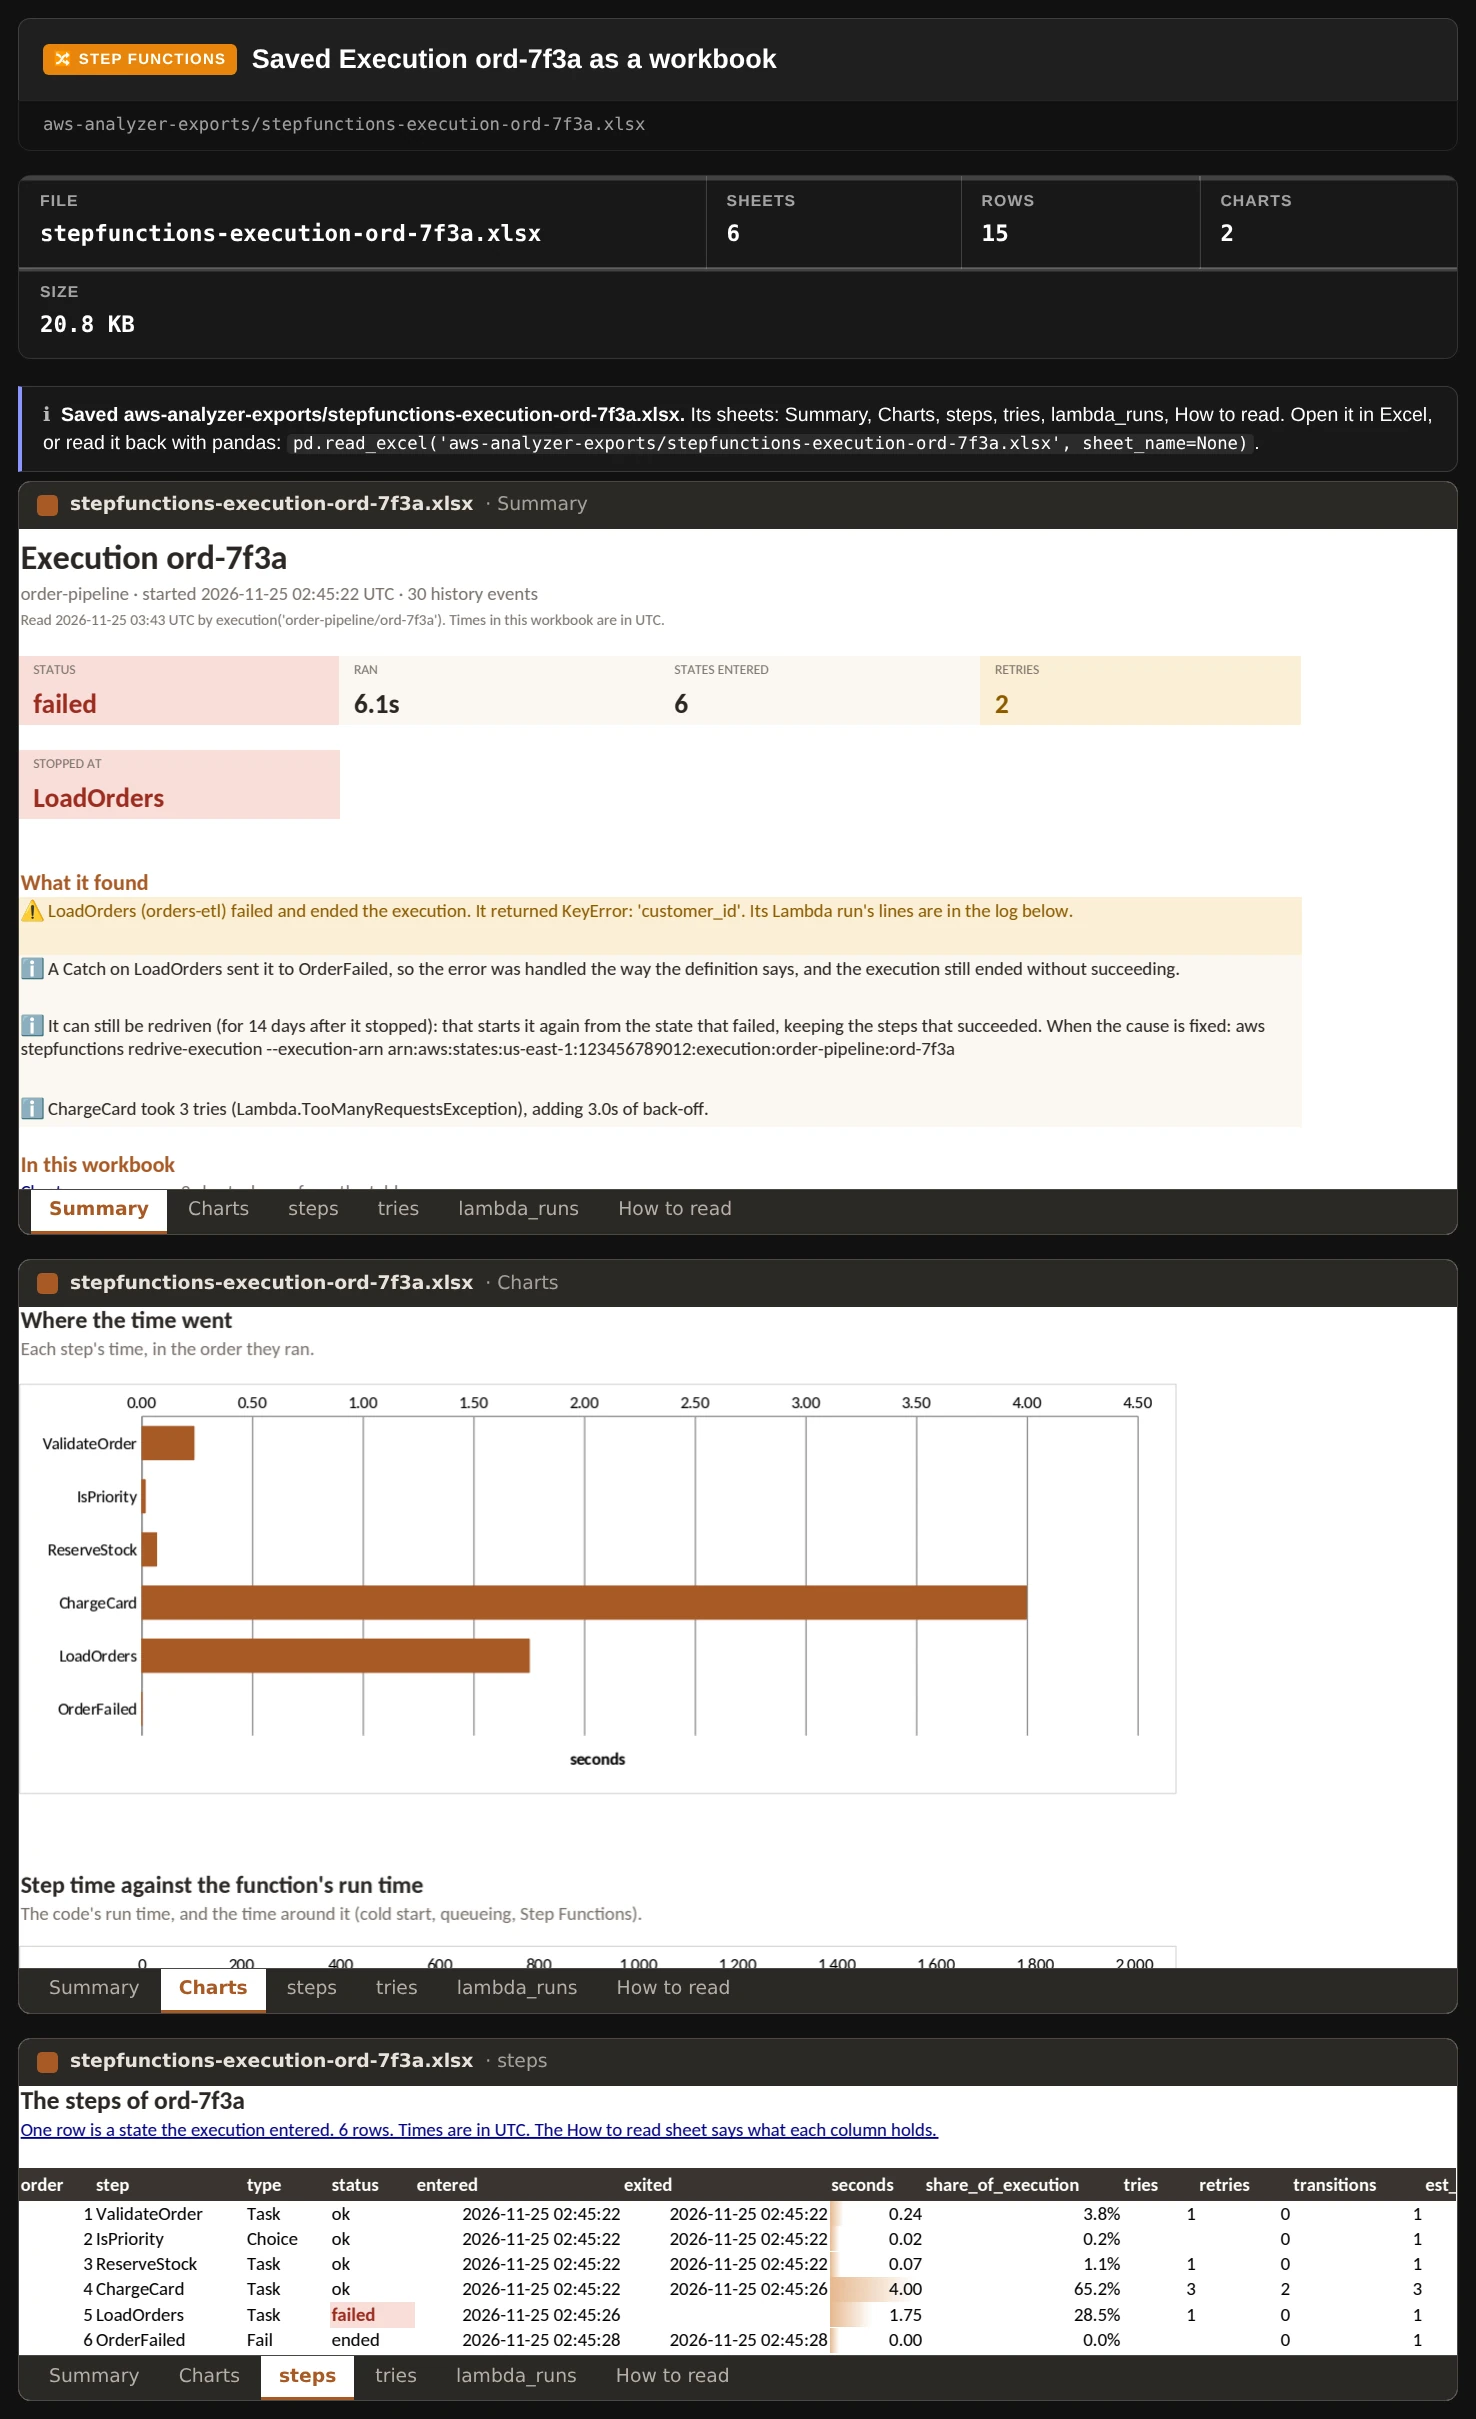 STEP FUNCTIONS Saved Execution ord-7f3a as a workbook
aws-analyzer-exports/stepfunctions-execution-ord-7f3a.xlsx
FILE SHEETS ROWS CHARTS
stepfunctions-execution-ord-7f3a.xlsx 6 15 2
SIZE
20.8 KB
ℹ Saved aws-analyzer-exports/stepfunctions-execution-ord-7f3a.xlsx. Its sheets: Summary, Charts, steps, tries, lambda_runs, How to read. Open it in Excel,
or read it back with pandas: pd.read_excel('aws-analyzer-exports/stepfunctions-execution-ord-7f3a.xlsx', sheet_name=None).
stepfunctions-execution-ord-7f3a.xlsx · Summary
Execution ord-7f3a
order-pipeline · started 2026-11-25 02:45:22 UTC · 30 history events
Read 2026-11-25 03:43 UTC by execution('order-pipeline/ord-7f3a'). Times in this workbook are in UTC.
STATUS RAN STATES ENTERED RETRIES
failed 6.1s 6 2
STOPPED AT
LoadOrders
What it found
⚠️ LoadOrders (orders-etl) failed and ended the execution. It returned KeyError: 'customer_id'. Its Lambda run's lines are in the log below.
ℹ️ A Catch on LoadOrders sent it to OrderFailed, so the error was handled the way the definition says, and the execution still ended without succeeding.
ℹ️ It can still be redriven (for 14 days after it stopped): that starts it again from the state that failed, keeping the steps that succeeded. When the cause is fixed: aws
stepfunctions redrive-execution --execution-arn arn:aws:states:us-east-1:123456789012:execution:order-pipeline:ord-7f3a
ℹ️ ChargeCard took 3 tries (Lambda.TooManyRequestsException), adding 3.0s of back-off.
In this workbook
Summary Charts steps tries lambda_runs How to read
stepfunctions-execution-ord-7f3a.xlsx · Charts
Where the time went
Each step's time, in the order they ran.
0.00 0.50 1.00 1.50 2.00 2.50 3.00 3.50 4.00 4.50
ValidateOrder
IsPriority
ReserveStock
ChargeCard
LoadOrders
OrderFailed
seconds
Step time against the function's run time
The code's run time, and the time around it (cold start, queueing, Step Functions).
0 200 400 600 800 1,000 1,200 1,400 1,600 1,800 2,000
Summary Charts steps tries lambda_runs How to read
stepfunctions-execution-ord-7f3a.xlsx · steps
The steps of ord-7f3a
One row is a state the execution entered. 6 rows. Times are in UTC. The How to read sheet says what each column holds.
order step type status entered exited seconds share_of_execution tries retries transitions est_
1 ValidateOrder Task ok 2026-11-25 02:45:22 2026-11-25 02:45:22 0.24 3.8% 1 0 1
2 IsPriority Choice ok 2026-11-25 02:45:22 2026-11-25 02:45:22 0.02 0.2% 0 1
3 ReserveStock Task ok 2026-11-25 02:45:22 2026-11-25 02:45:22 0.07 1.1% 1 0 1
4 ChargeCard Task ok 2026-11-25 02:45:22 2026-11-25 02:45:26 4.00 65.2% 3 2 3
5 LoadOrders Task failed 2026-11-25 02:45:26 1.75 28.5% 1 0 1
6 OrderFailed Fail ended 2026-11-25 02:45:28 2026-11-25 02:45:28 0.00 0.0% 0 1
Summary Charts steps tries lambda_runs How to read